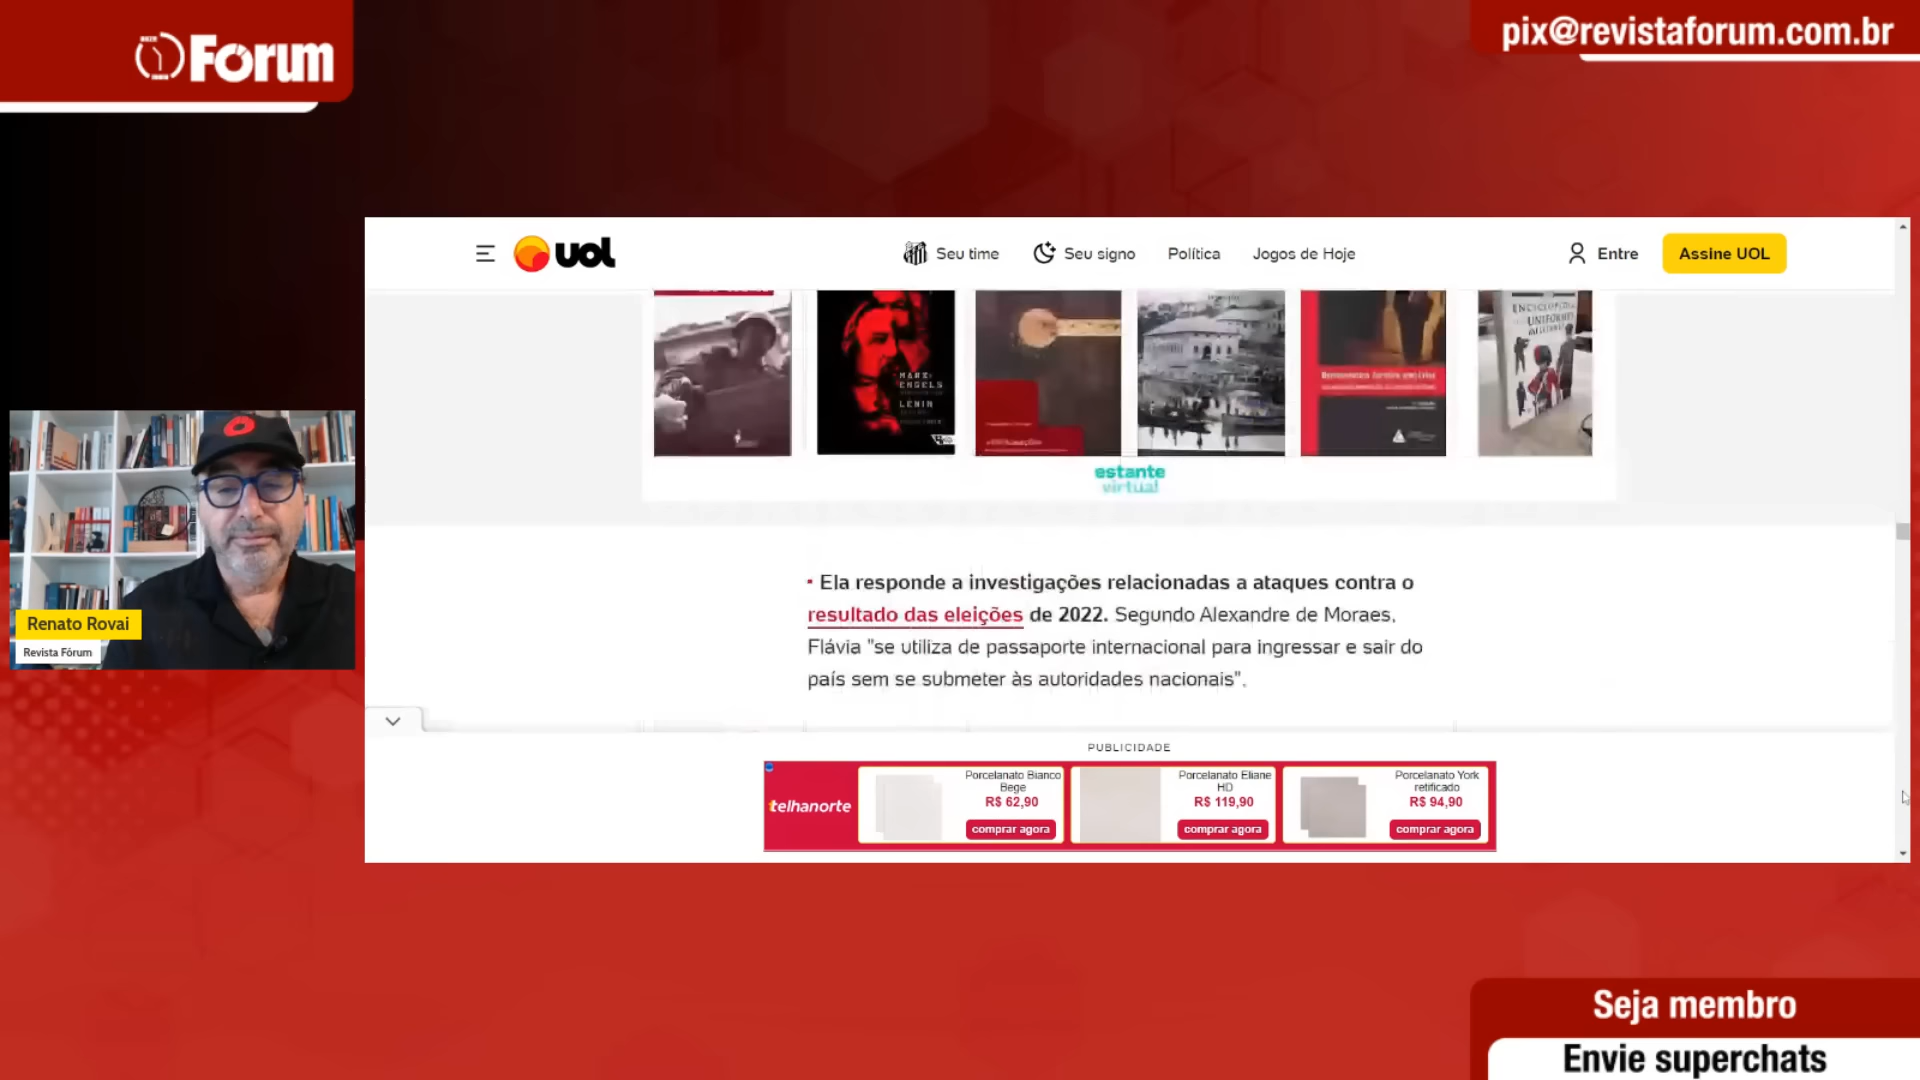 Forum
pix@revistaforum.com.br
uol
Seu time
Seu signo
Política
Jogos de Hoje
Entre
Assine UOL
MARX
ENGELS
LENIN
ENCICLOPÉDIA
UNIFORMES
MILITARES
estante
virtual
Renato Rovai
Revista Fórum
Ela responde a investigações relacionadas a ataques contra o
resultado das eleições de 2022. Segundo Alexandre de Moraes,
Flávia "se utiliza de passaporte internacional para ingressar e sair do
país sem se submeter às autoridades nacionais".
PUBLICIDADE
telhanorte
Porcelanato Bianco
Bege
R$ 62,90
comprar agora
Porcelanato Eliane
HD
R$ 119,90
comprar agora
Porcelanato York
retificado
R$ 94,90
comprar agora
Seja membro
Envie superchats